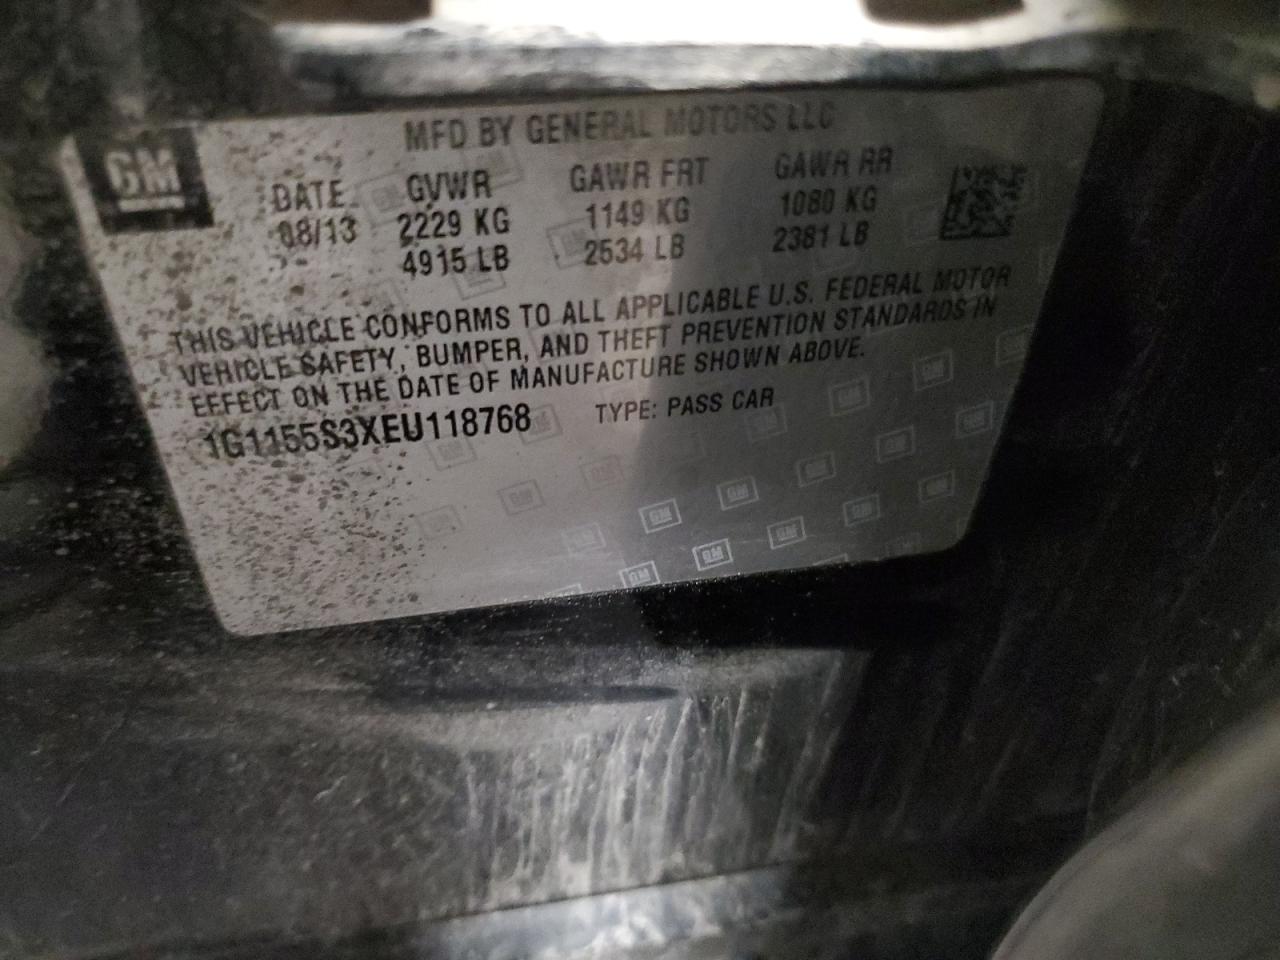 GM
MFD BY GENERAL MOTORS LLC
DATE GVWR GAWR FRT GAWR RR
08/13 2229 KG 1149 KG 1080 KG
4915 LB 2534 LB 2381 LB
THIS VEHICLE CONFORMS TO ALL APPLICABLE U.S. FEDERAL MOTOR
VEHICLE SAFETY, BUMPER, AND THEFT PREVENTION STANDARDS IN
EFFECT ON THE DATE OF MANUFACTURE SHOWN ABOVE.
1G1155S3XEU118768 TYPE: PASS CAR